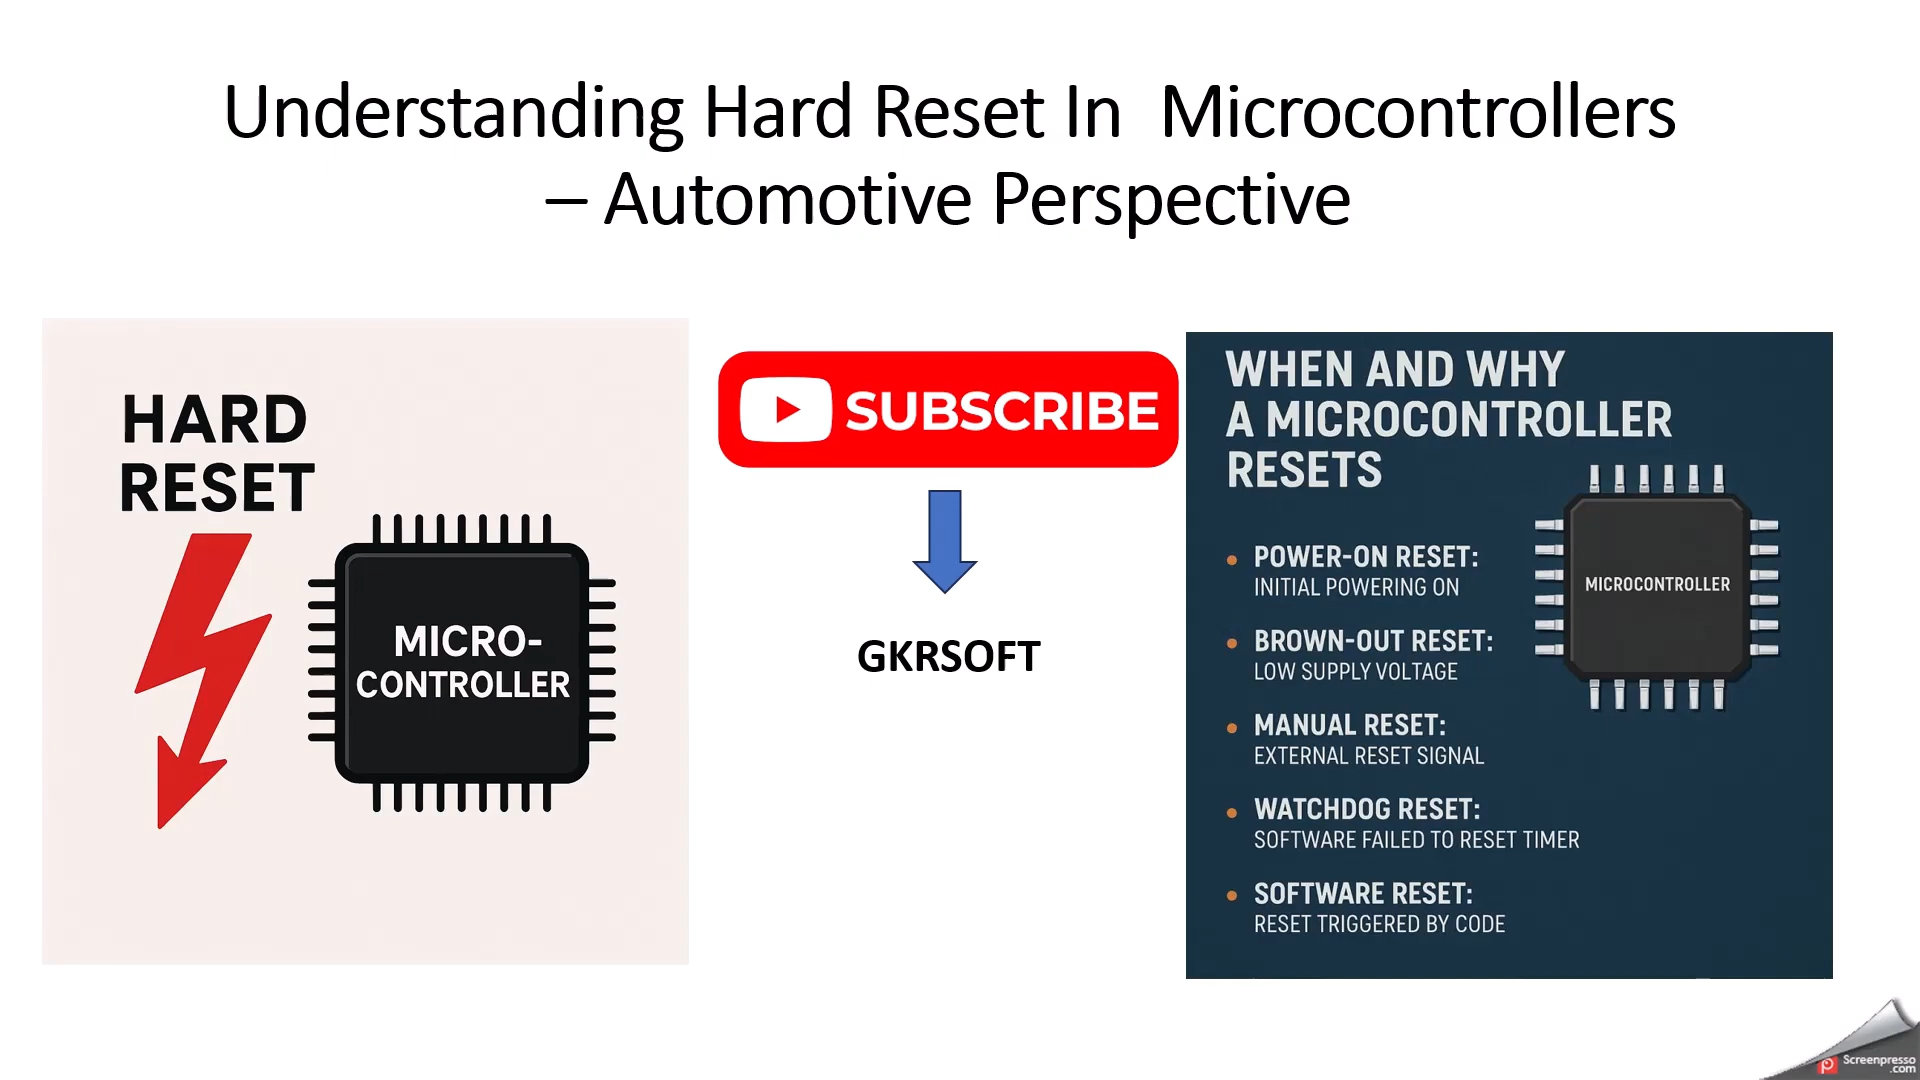 Understanding Hard Reset In  Microcontrollers
– Automotive Perspective
HARD
RESET
MICRO-
CONTROLLER
SUBSCRIBE
GKRSOFT
WHEN AND WHY
A MICROCONTROLLER
RESETS
MICROCONTROLLER
• POWER-ON RESET:
INITIAL POWERING ON
• BROWN-OUT RESET:
LOW SUPPLY VOLTAGE
• MANUAL RESET:
EXTERNAL RESET SIGNAL
• WATCHDOG RESET:
SOFTWARE FAILED TO RESET TIMER
• SOFTWARE RESET:
RESET TRIGGERED BY CODE
Screenpresso
.com